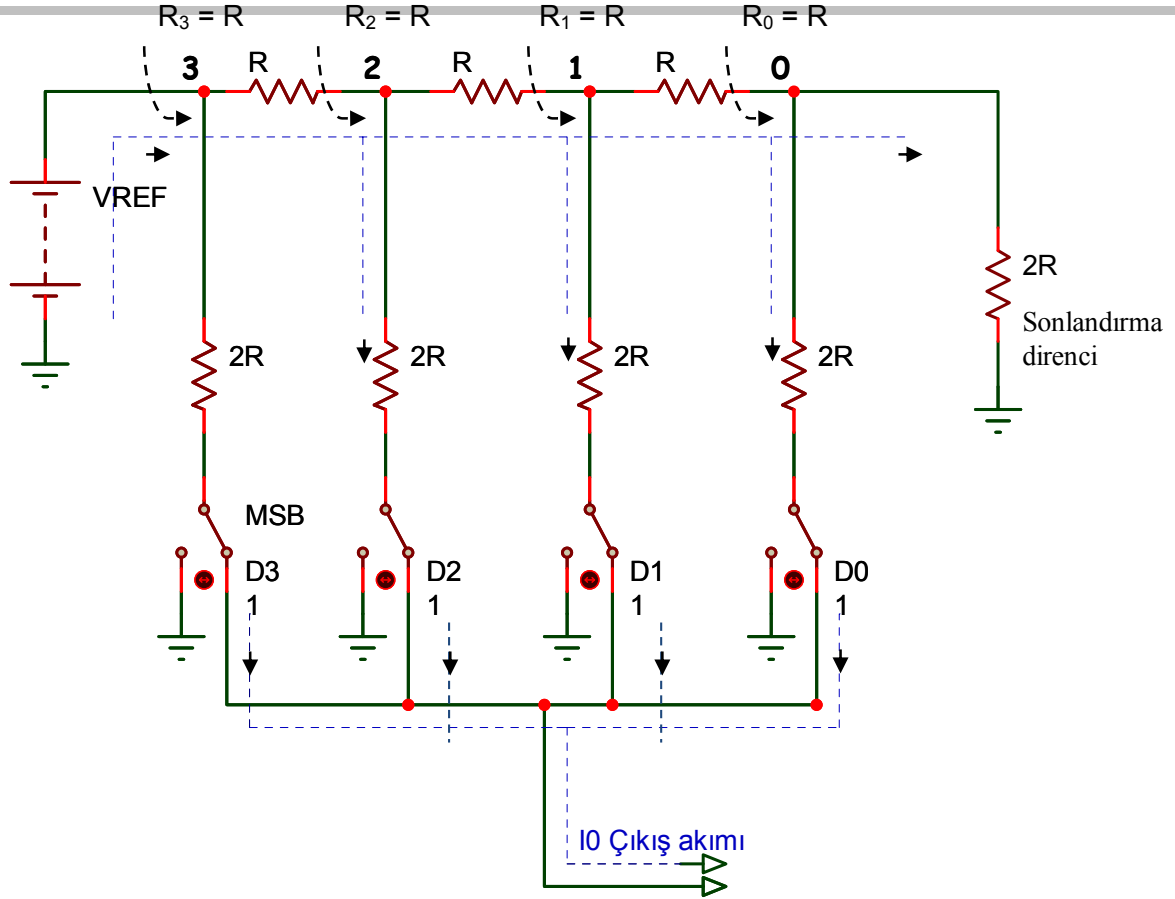 R₃ = R R₂ = R R₁ = R R₀ = R
3 R 2 R 1 R 0
VREF
2R
Sonlandırma
direnci
2R 2R 2R 2R
MSB
D3 D2 D1 D0
1 1 1 1
I0 Çıkış akımı